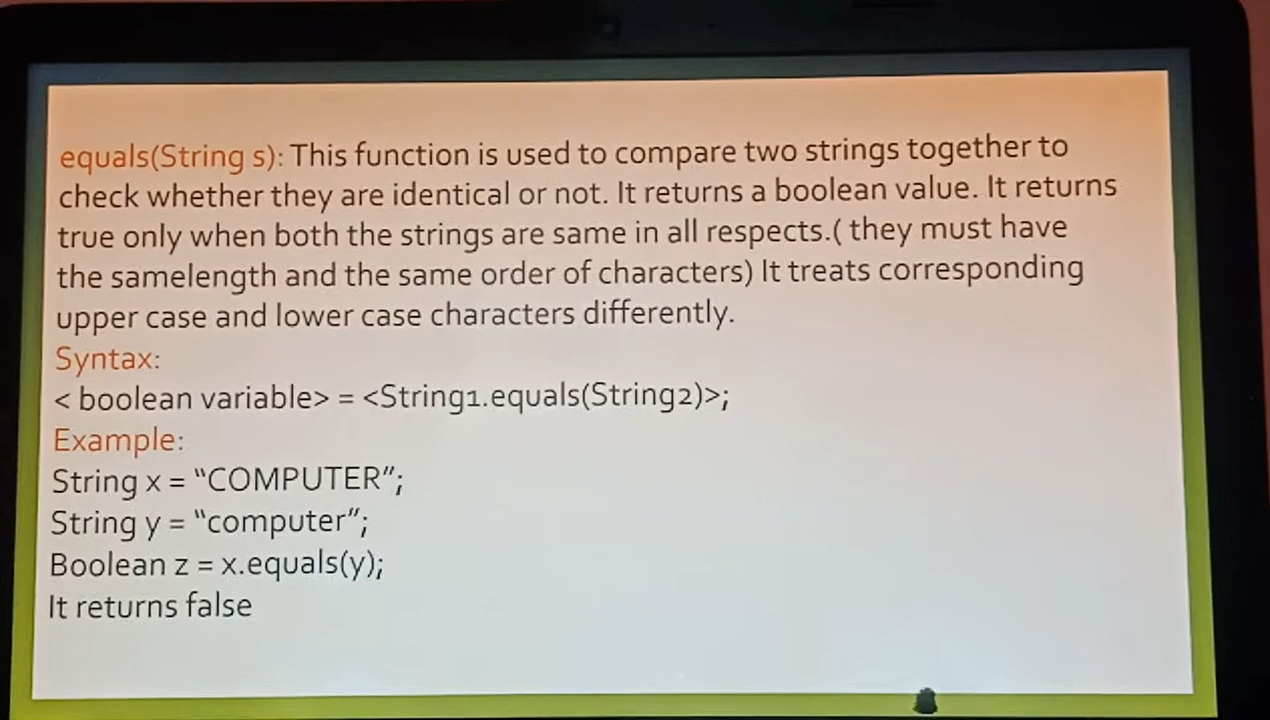 equals(String s): This function is used to compare two strings together to
check whether they are identical or not. It returns a boolean value. It returns
true only when both the strings are same in all respects.( they must have
the samelength and the same order of characters) It treats corresponding
upper case and lower case characters differently.
Syntax:
< boolean variable> = <String1.equals(String2)>;
Example:
String x = “COMPUTER”;
String y = “computer”;
Boolean z = x.equals(y);
It returns false